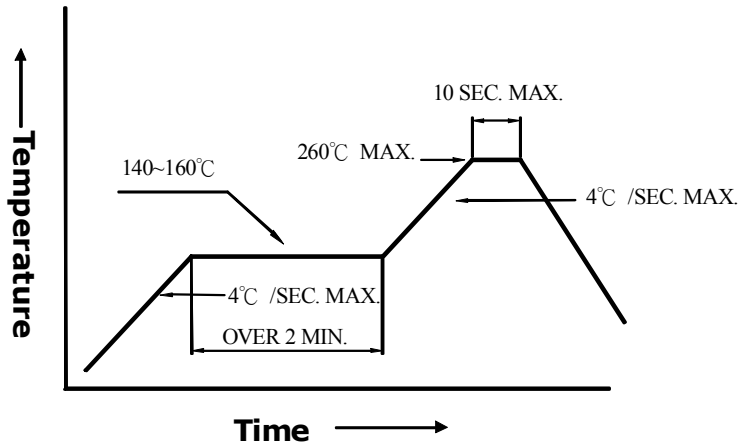 10 SEC. MAX.
260℃ MAX.
140~160℃
4℃ /SEC. MAX.
4℃ /SEC. MAX.
OVER 2 MIN.
Temperature
Time